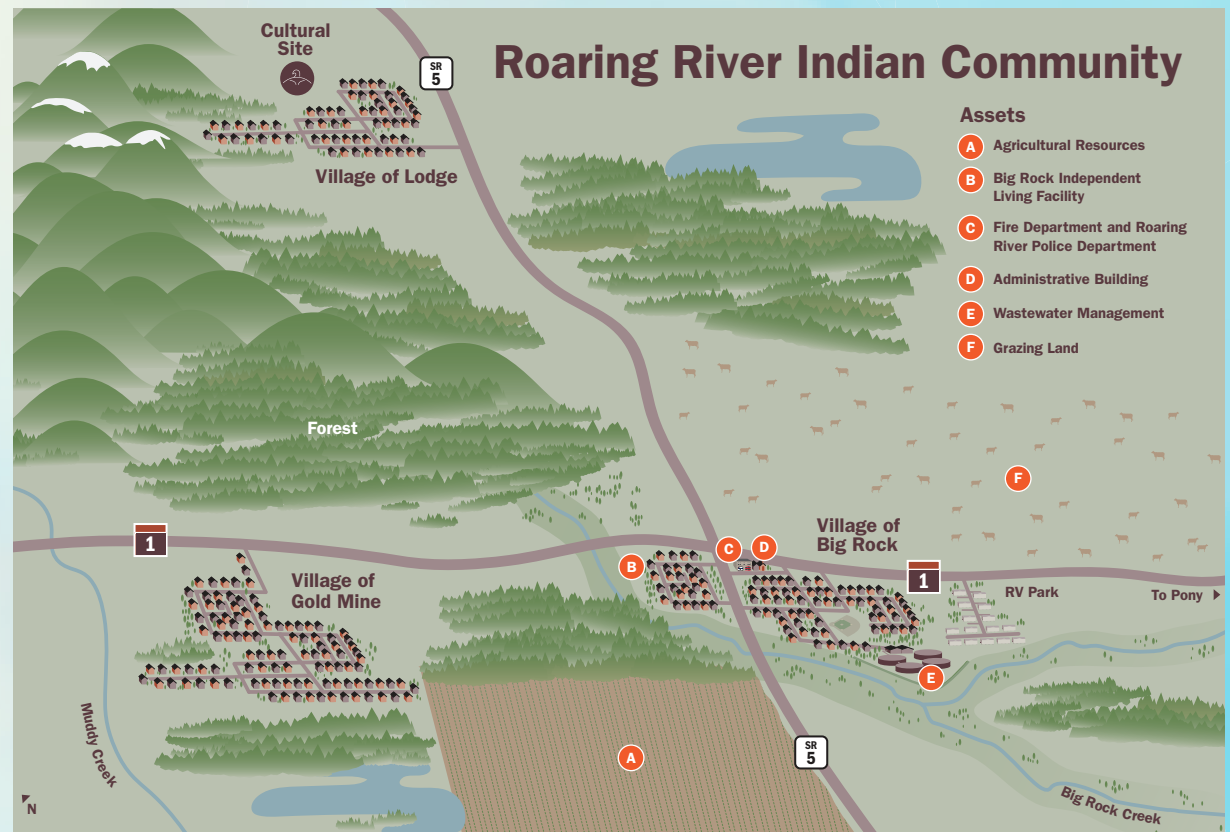 Roaring River Indian Community
Cultural
Site
SR
5
Village of Lodge
Assets
A Agricultural Resources
B Big Rock Independent
Living Facility
C Fire Department and Roaring
River Police Department
D Administrative Building
E Wastewater Management
F Grazing Land
Forest
F
1
Village of
Gold Mine
B
C
D
Village of
Big Rock
1
RV Park
To Pony
E
A
SR
5
Muddy Creek
Big Rock Creek
N